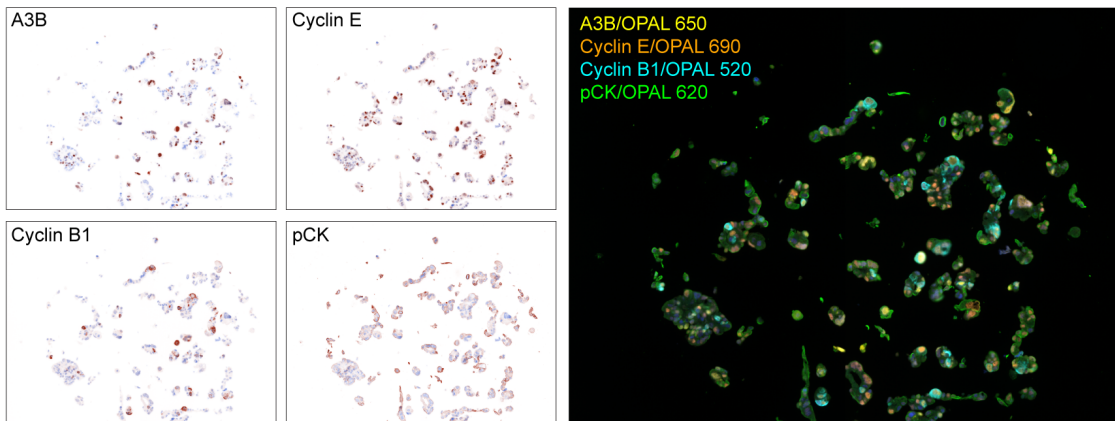 A3B
Cyclin E
Cyclin B1
pCK
A3B/OPAL 650
Cyclin E/OPAL 690
Cyclin B1/OPAL 520
pCK/OPAL 620